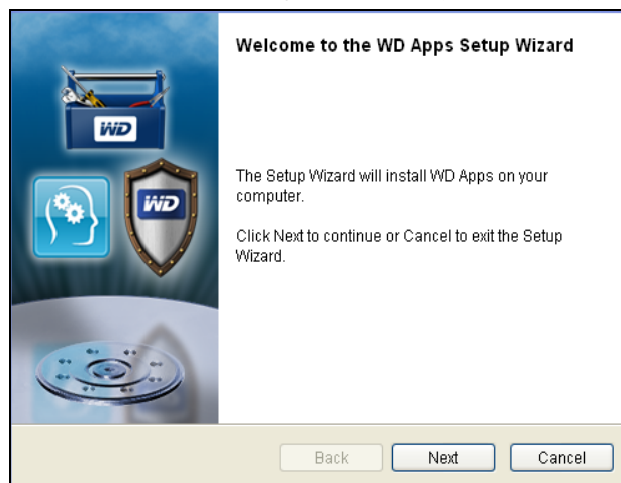 Welcome to the WD Apps Setup Wizard
WD
WD
The Setup Wizard will install WD Apps on your
computer.
Click Next to continue or Cancel to exit the Setup
Wizard.
Back
Next
Cancel